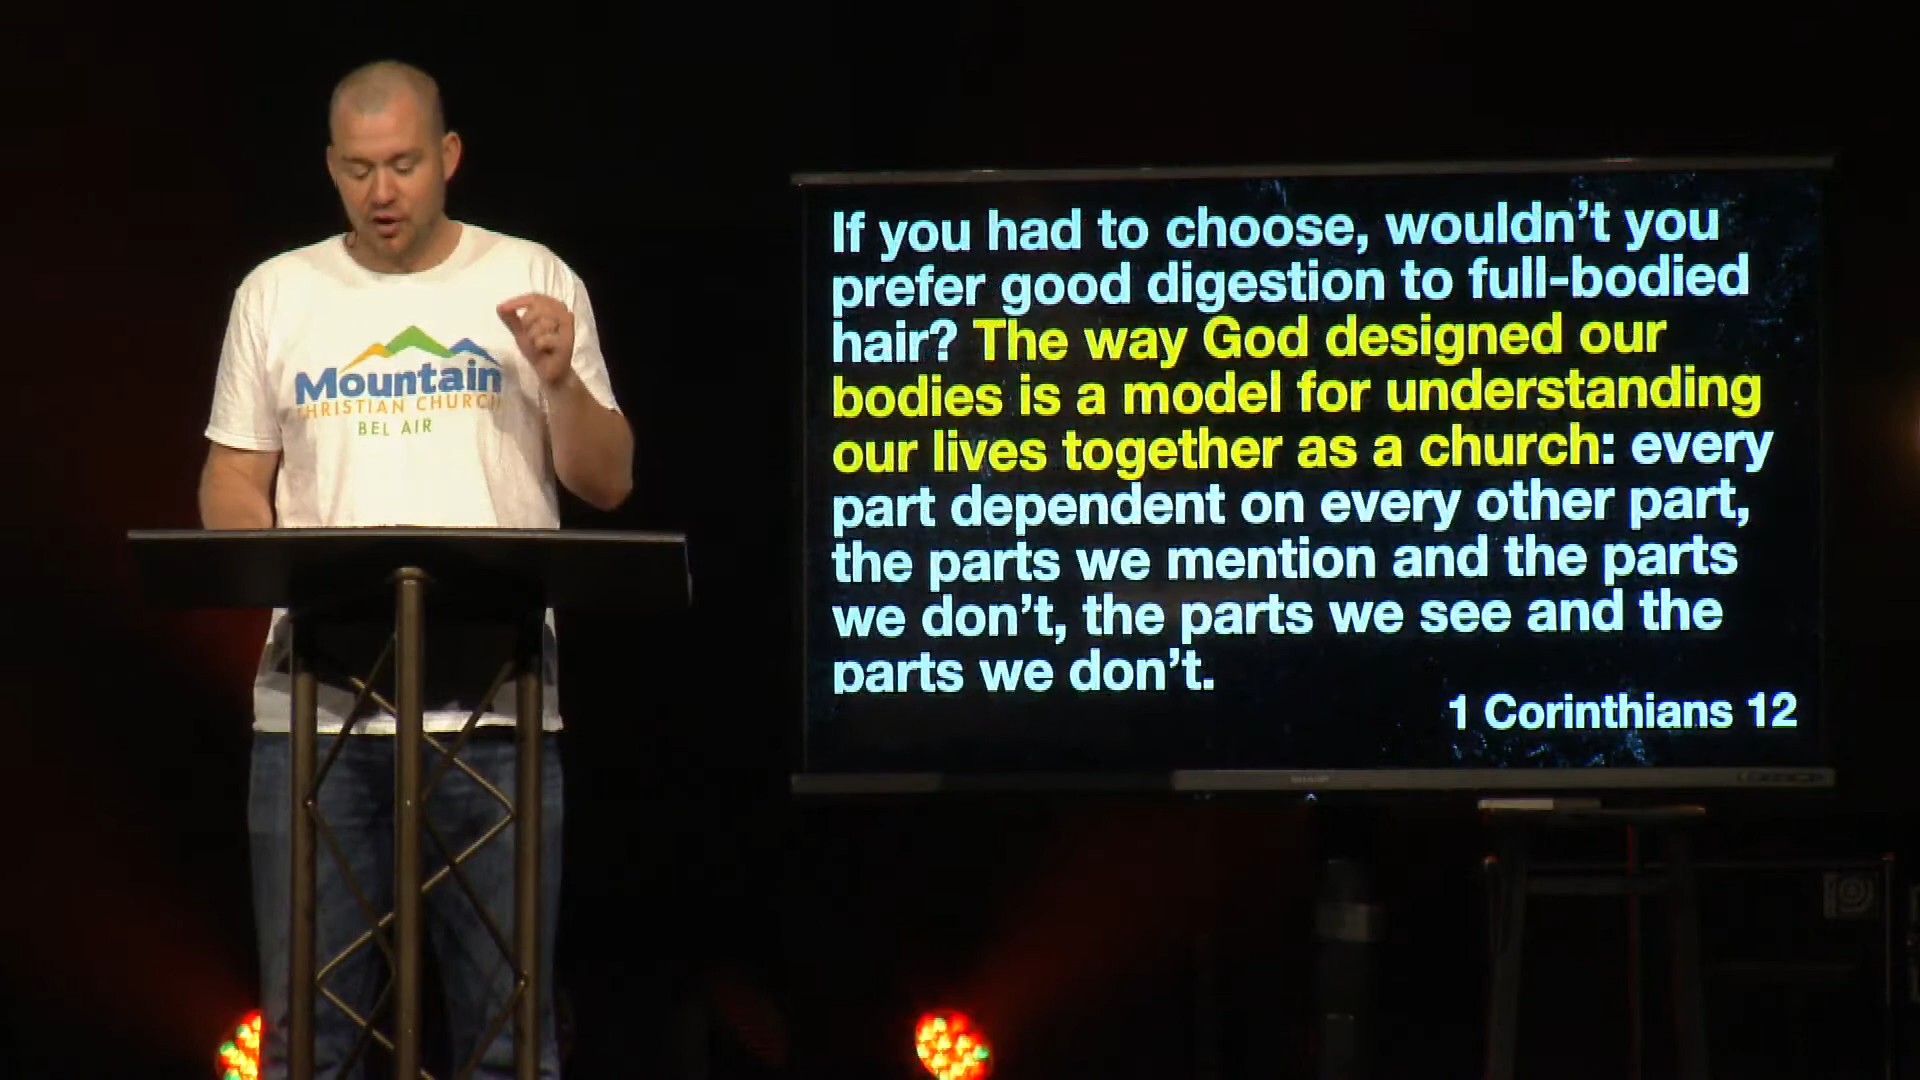 Mountain
CHRISTIAN CHURCH
BEL AIR
If you had to choose, wouldn’t you
prefer good digestion to full-bodied
hair? The way God designed our
bodies is a model for understanding
our lives together as a church: every
part dependent on every other part,
the parts we mention and the parts
we don’t, the parts we see and the
parts we don’t.
1 Corinthians 12